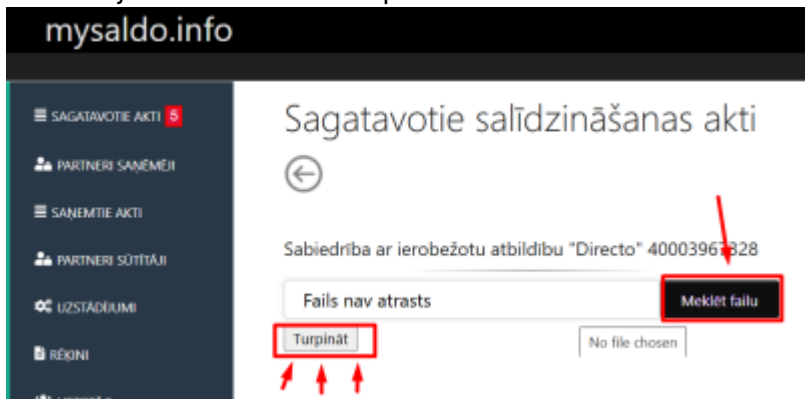 mysaldo.info
SAGATAVOTIE AKTI 5
PARTNERI SAŅĒMĒJI
SAŅEMTIE AKTI
PARTNERI SŪTĪTĀJI
UZSTĀDĪJUMI
RĒĶINI
Sagatavotie salīdzināšanas akti
Sabiedrība ar ierobežotu atbildību "Directo" 40003967828
Fails nav atrasts
Meklēt failu
Turpināt
No file chosen